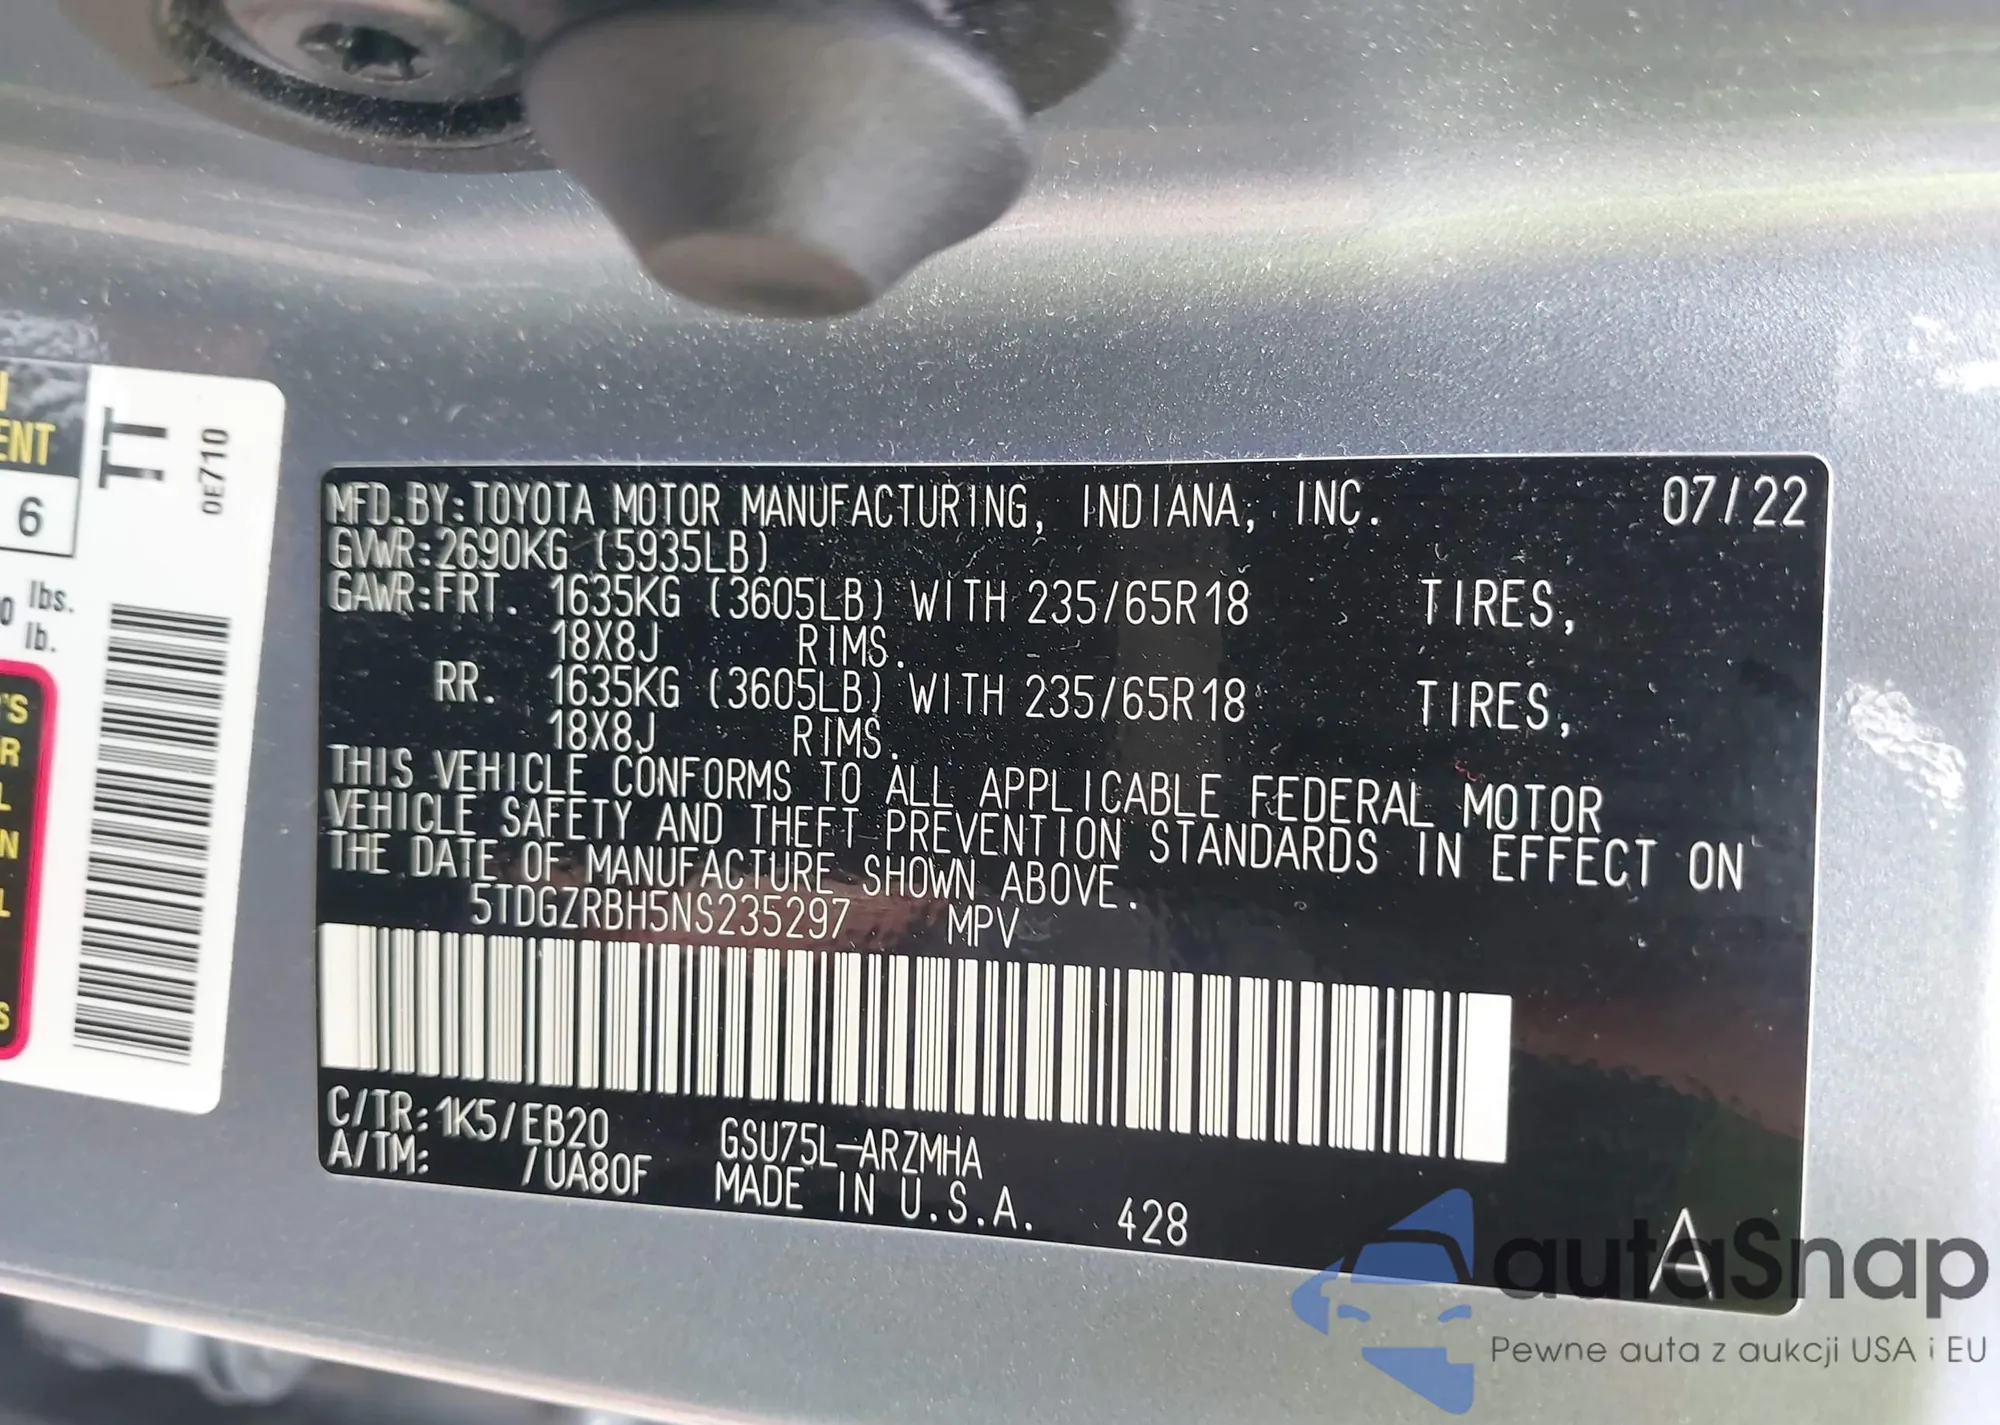 MFD.BY:TOYOTA MOTOR MANUFACTURING, INDIANA, INC. 07/22
GVWR:2690KG (5935LB)
GAWR:FRT. 1635KG (3605LB) WITH 235/65R18 TIRES,
18X8J RIMS.
RR. 1635KG (3605LB) WITH 235/65R18 TIRES,
18X8J RIMS.
THIS VEHICLE CONFORMS TO ALL APPLICABLE FEDERAL MOTOR
VEHICLE SAFETY AND THEFT PREVENTION STANDARDS IN EFFECT ON
THE DATE OF MANUFACTURE SHOWN ABOVE.
5TDGZRBH5NS235297 MPV
C/TR:1K5/EB20 GSU75L-ARZMHA
A/TM: /UA80F MADE IN U.S.A. 428
A
TT
0E710
ENT
6
0 lbs.
lb.
'S
R
L
N
L
S
autaSnap
Pewne auta z aukcji USA i EU